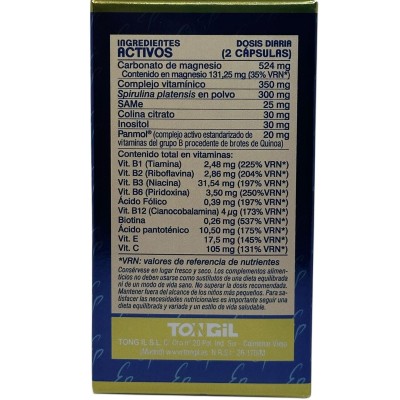 INGREDIENTES DOSIS DIARIA
ACTIVOS (2 CÁPSULAS)
Carbonato de magnesio 524 mg
Contenido en magnesio 131,25 mg (35% VRN*)
Complejo vitamínico 350 mg
Spirulina platensis en polvo 300 mg
SAMe 25 mg
Colina citrato 30 mg
Inositol 30 mg
Panmol® (complejo activo estandarizado de 20 mg
vitaminas del grupo B procedente de brotes de Quinoa)
Contenido total en vitaminas:
Vit. B1 (Tiamina) 2,48 mg (225% VRN*)
Vit. B2 (Riboflavina) 2,86 mg (204% VRN*)
Vit. B3 (Niacina) 31,54 mg (197% VRN*)
Vit. B6 (Piridoxina) 3,50 mg (250%VRN*)
Ácido Fólico 0,39 mg (197% VRN*)
Vit. B12 (Cianocobalamina) 4 µg (173% VRN*)
Biotina 0,26 mg (537% VRN*)
Ácido pantoténico 10,50 mg (175% VRN*)
Vit. E 17,5 mg (145% VRN*)
Vit. C 105 mg (131% VRN*)
*VRN: valores de referencia de nutrientes
Consérvese en lugar fresco y seco. Los complementos alimen-
ticios no deben usarse como sustitutos de una dieta equilibrada
ni de un modo de vida sano. No superar la dosis recomendada.
Mantener fuera del alcance de los niños más pequeños. Para sa-
tisfacer las necesidades nutricionales es importante seguir una
dieta equilibrada y variada, y un estilo de vida saludable.
TONGIL
TONG IL S.L.